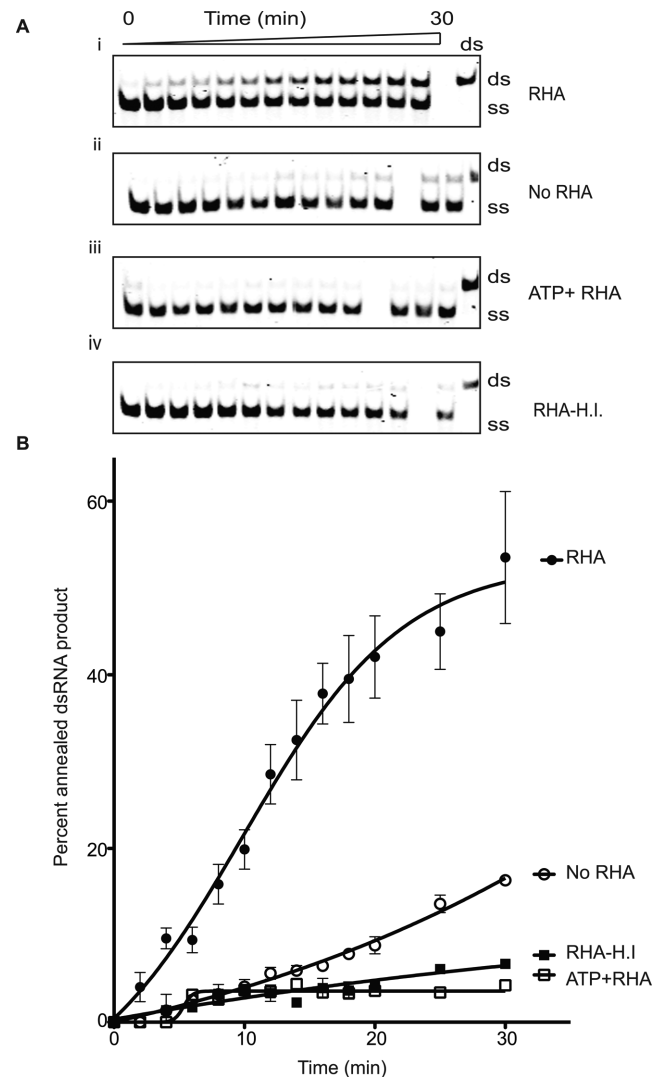 A
0 Time (min) 30
i
ds
ds
ss
RHA
ii
ds
ss
No RHA
iii
ds
ss
ATP+ RHA
iv
ds
ss
RHA-H.I.
B
Percent annealed dsRNA product
60
40
20
0
RHA
No RHA
RHA-H.I
ATP+RHA
0 10 20 30
Time (min)